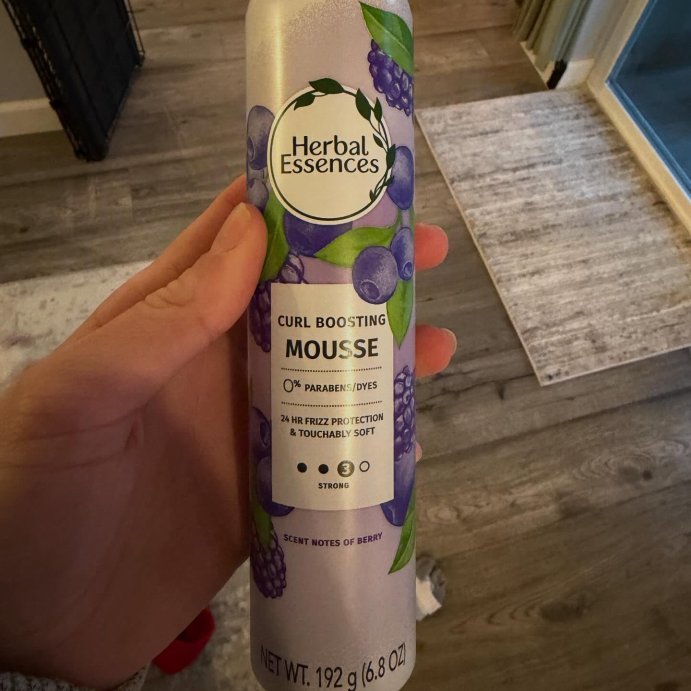 Herbal
Essences
CURL BOOSTING
MOUSSE
0% PARABENS/DYES
24 HR FRIZZ PROTECTION
& TOUCHABLY SOFT
3
STRONG
SCENT NOTES OF BERRY
NET WT. 192 g (6.8 OZ)